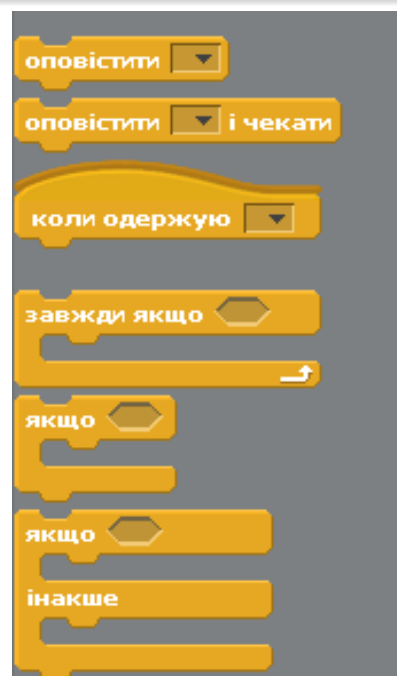 оповістити
оповістити і чекати
коли одержую
завжди якщо
якщо
якщо
інакше